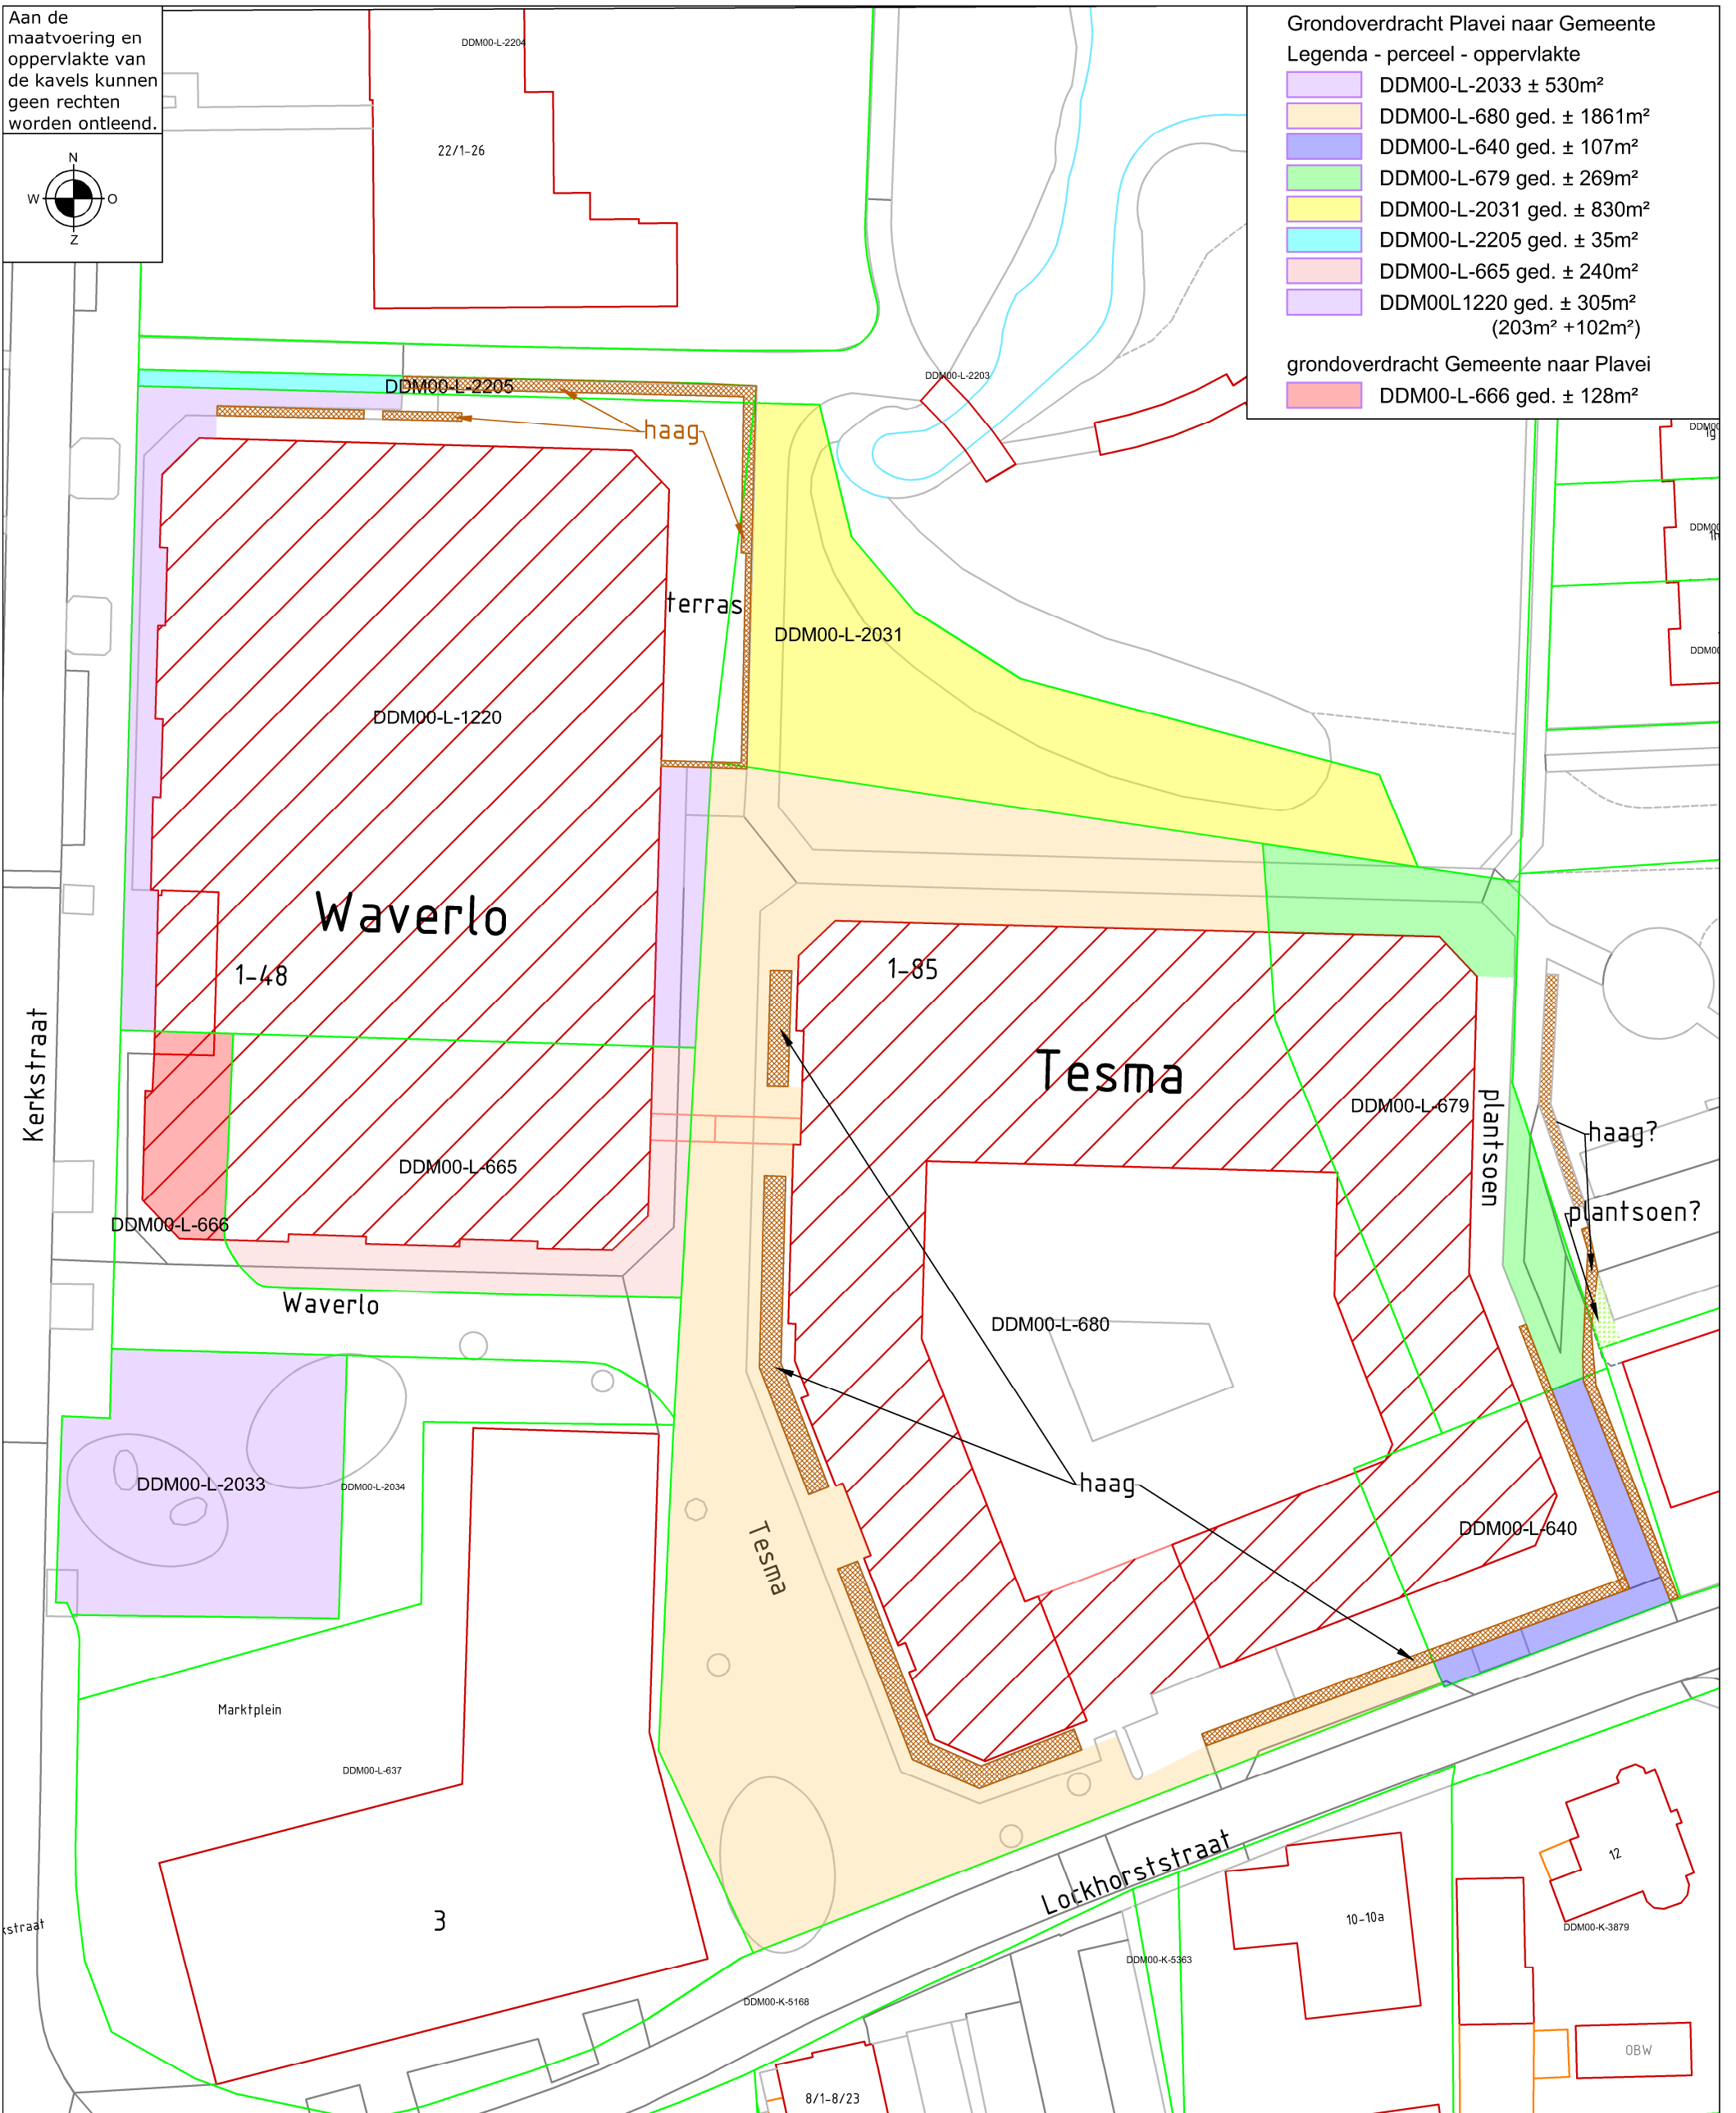 Aan de
maatvoering en
oppervlakte van
de kavels kunnen
geen rechten
worden ontleend.
N
W O
Z
Grondoverdracht Plavei naar Gemeente
Legenda - perceel - oppervlakte
DDM00-L-2033 ± 530m²
DDM00-L-680 ged. ± 1861m²
DDM00-L-640 ged. ± 107m²
DDM00-L-679 ged. ± 269m²
DDM00-L-2031 ged. ± 830m²
DDM00-L-2205 ged. ± 35m²
DDM00-L-665 ged. ± 240m²
DDM00L1220 ged. ± 305m²
(203m² +102m²)
grondoverdracht Gemeente naar Plavei
DDM00-L-666 ged. ± 128m²
DDM00-L-2204
22/1-26
DDM00-L-2203
DDM00-L-2205
haag
terras
DDM00-L-2031
DDM00-L-1220
Waverlo
1-48
1-85
Kerkstraat
Tesma
DDM00-L-679
plantsoen
haag?
DDM00-L-665
plantsoen?
DDM00-L-666
Waverlo
DDM00-L-680
DDM00-L-2033
DDM00-L-2034
haag
Tesma
DDM00-L-640
Marktplein
DDM00-L-637
Lockhorststraat
3
12
10-10a
DDM00-K-3879
DDM00-K-5363
DDM00-K-5168
OBW
8/1-8/23